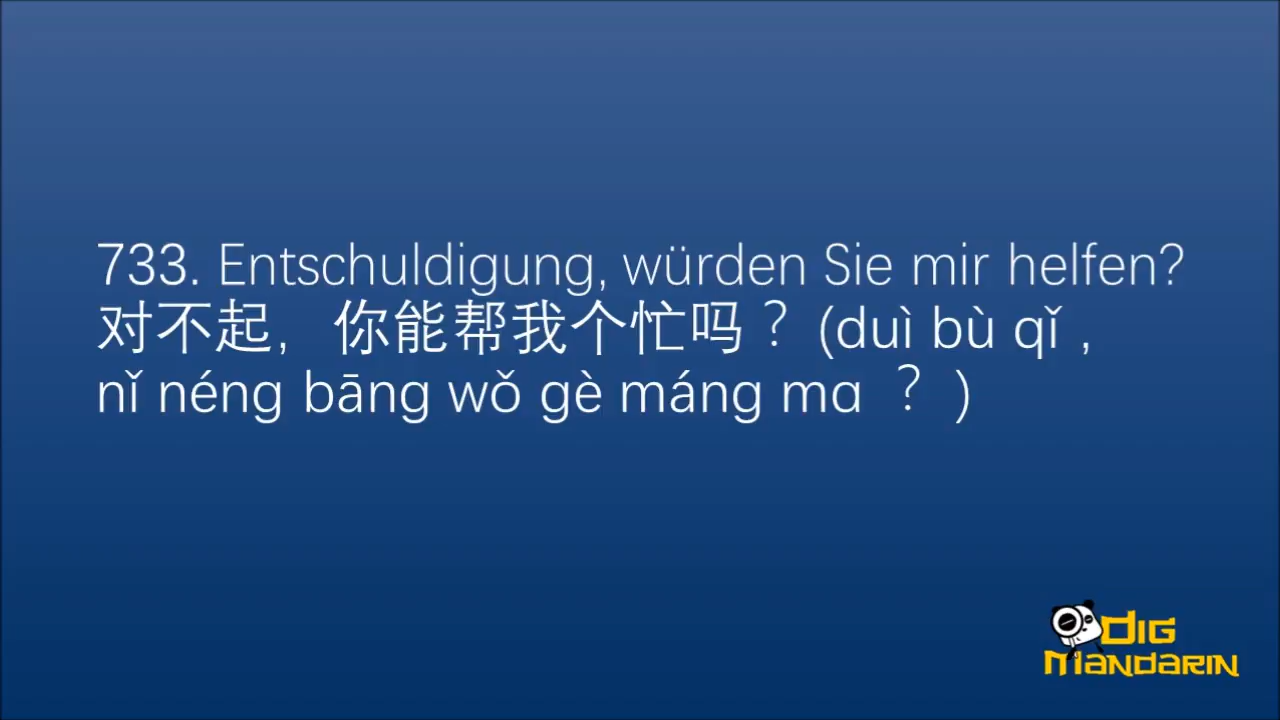 733. Entschuldigung, würden Sie mir helfen?
对不起，你能帮我个忙吗？(duì bù qǐ ,
nǐ néng bāng wǒ gè máng mɑ ？ )
DIG
MANDARIN